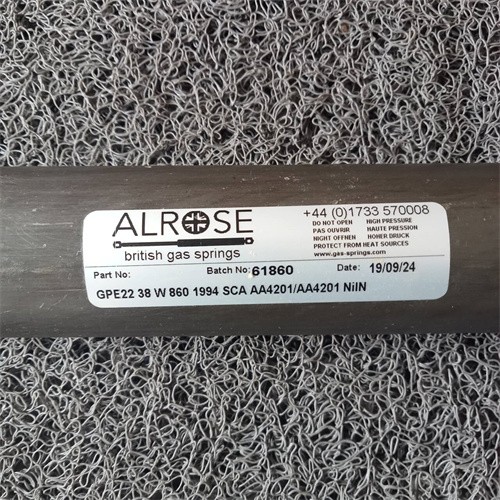 ALROSE
british gas springs
+44 (0)1733 570008
DO NOT OPEN HIGH PRESSURE
PAS OUVRIR HAUTE PRESSION
NIGHT OFFNEN HOHER DRUCK
PROTECT FROM HEAT SOURCES
www.gas-springs.com
Part No: Batch No: 61860 Date: 19/09/24
GPE22 38 W 860 1994 SCA AA4201/AA4201 NilN